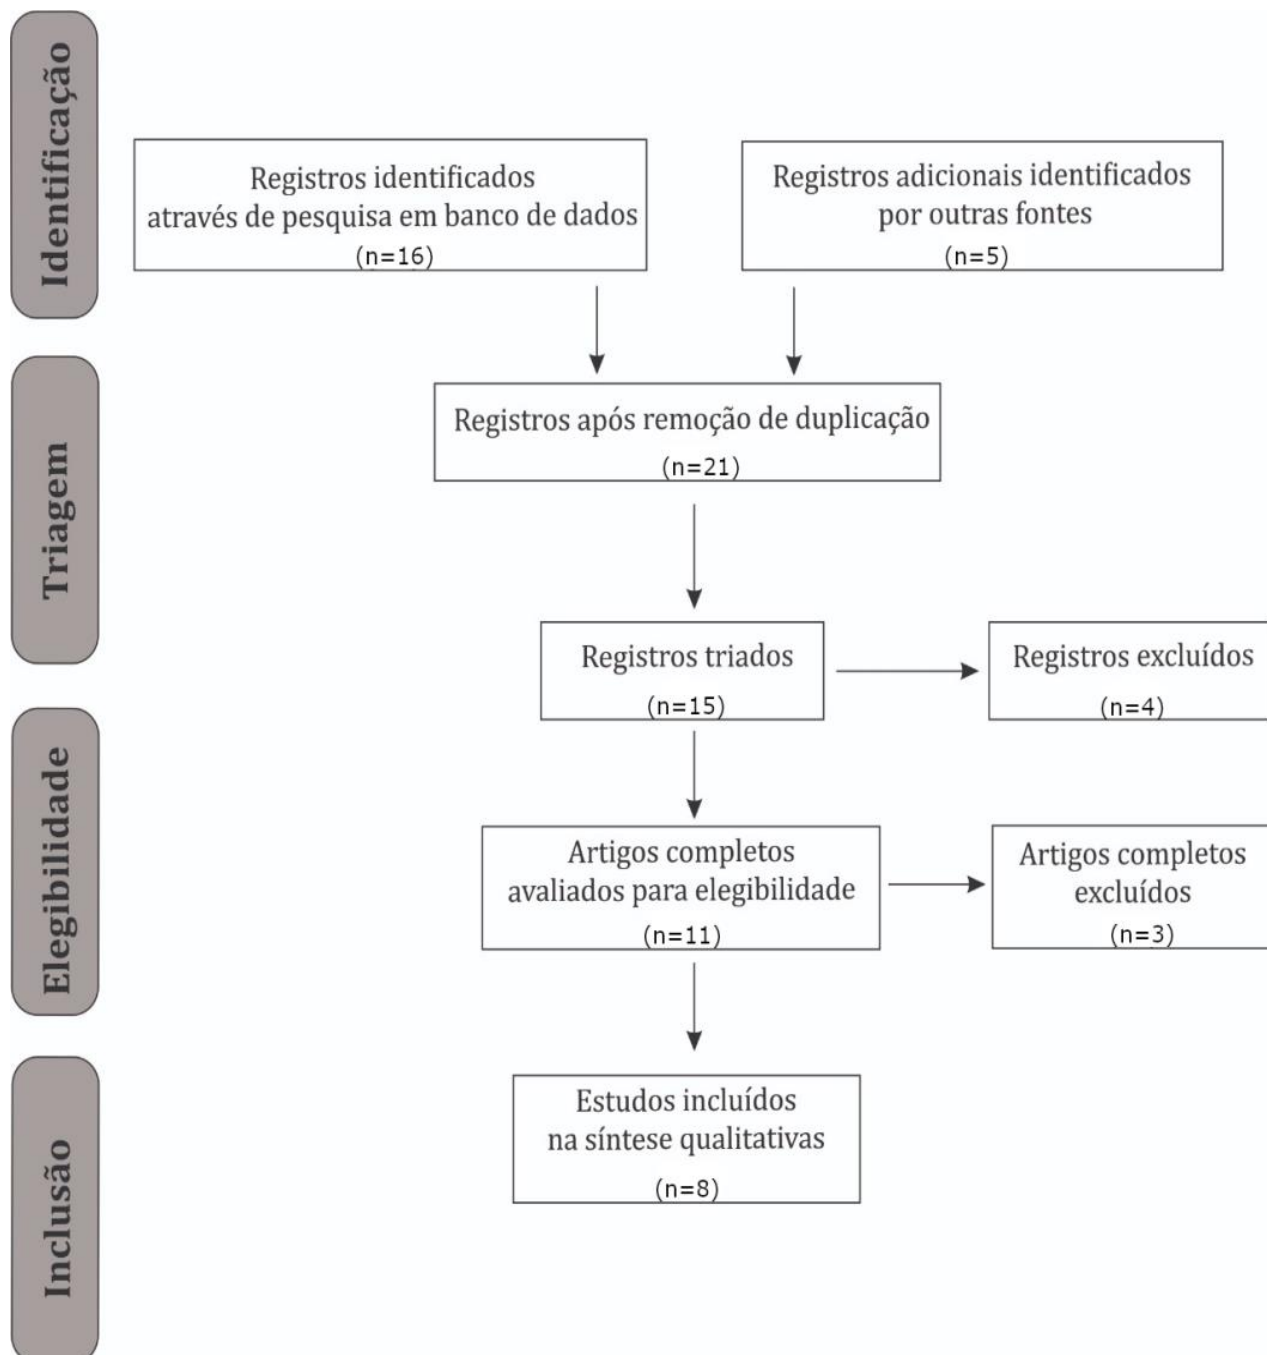 Identificação
Registros identificados
através de pesquisa em banco de dados
(n=16)
Registros adicionais identificados
por outras fontes
(n=5)
Triagem
Registros após remoção de duplicação
(n=21)
Registros triados
(n=15)
Registros excluídos
(n=4)
Elegibilidade
Artigos completos
avaliados para elegibilidade
(n=11)
Artigos completos
excluídos
(n=3)
Inclusão
Estudos incluídos
na síntese qualitativas
(n=8)